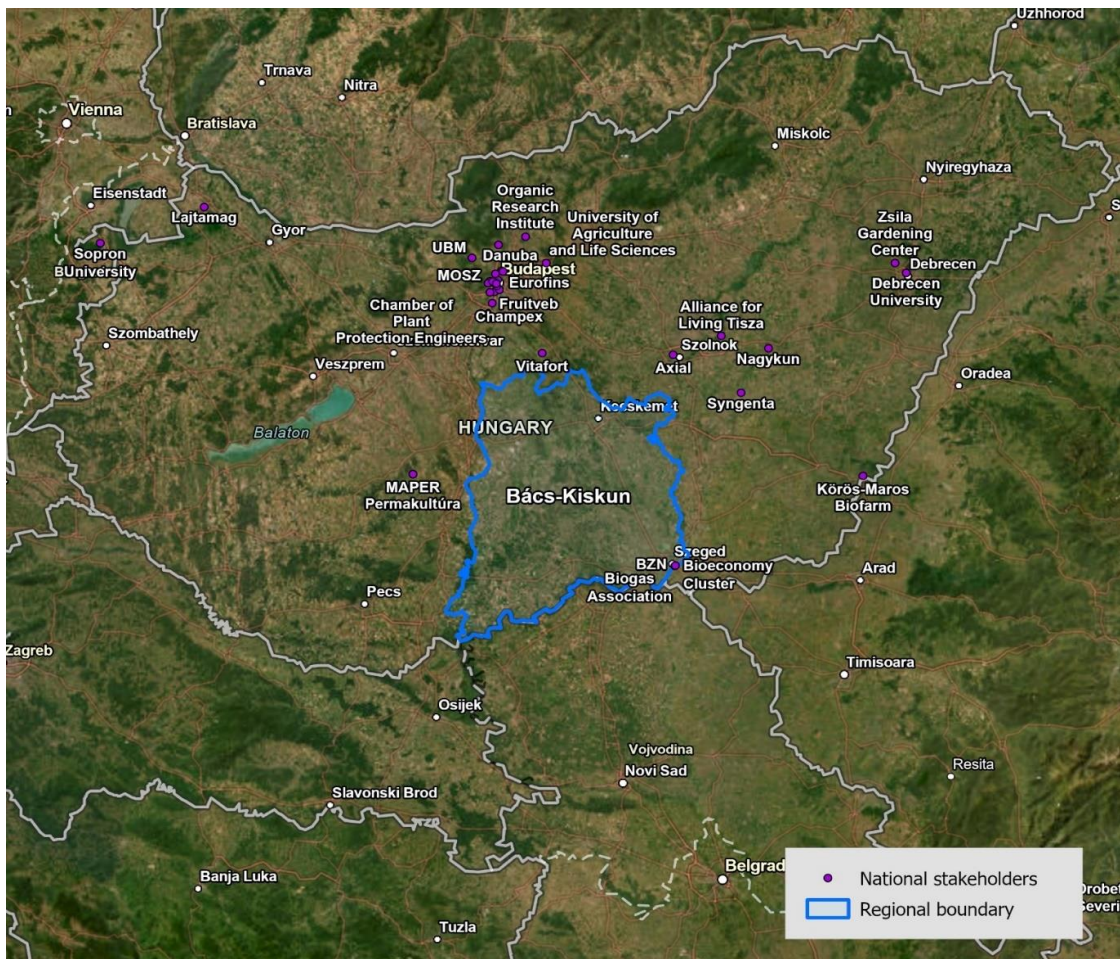 Uzhhorod
Trnava
Nitra
Vienna
Bratislava
Miskolc
Nyiregyhaza
Eisenstadt
Lajtamag
Gyor
Organic
Research
Institute
University of
Agriculture
and Life Sciences
Zsila
Gardening
Center
Sopron
BUniversity
UBM
Danuba
MOSZ
Budapest
Eurofins
Debrecen
Debrecen
University
Chamber of
Plant
Protection Engineers
Fruitveb
Champex
Alliance for
Living Tisza
Szombathely
Veszprem
Vitafort
Szolnok
Axial
Nagykun
Oradea
Syngenta
Kecskemet
Balaton
HUNGARY
MAPER
Permakultúra
Bács-Kiskun
Körös-Maros
Biofarm
Szeged
BZN
Bioeconomy
Biogas
Cluster
Association
Arad
Pecs
Zagreb
Timisoara
Osijek
Vojvodina
Novi Sad
Resita
Slavonski Brod
Banja Luka
Belgrad
Tuzla
National stakeholders
Regional boundary